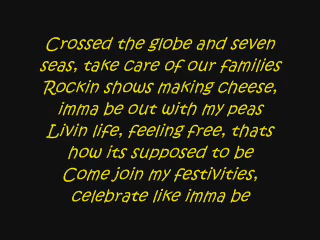 Crossed the globe and seven
seas, take care of our families
Rockin shows making cheese,
imma be out with my peas
Livin life, feeling free, thats
how its supposed to be
Come join my festivities,
celebrate like imma be